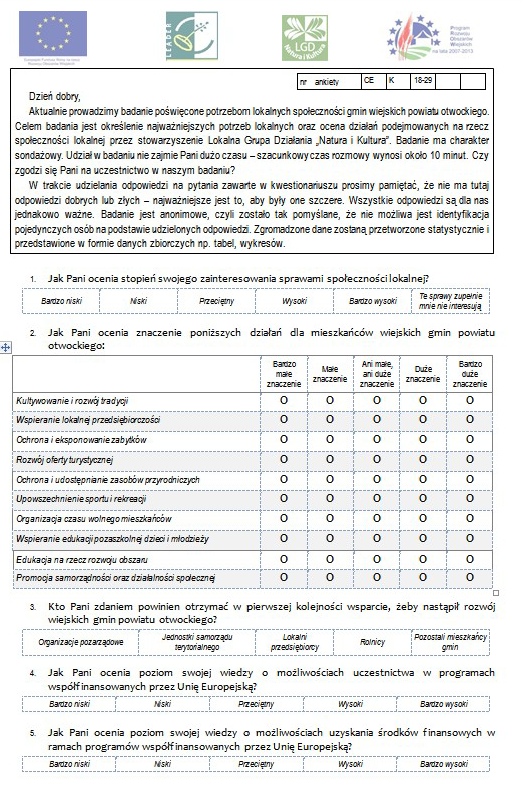 LEADER
LGD
Natura i Kultura
Program
Rozwoju
Obszarów
Wiejskich
na lata 2007-2013
nr ankiety CE K 18-29
Dzień dobry,
Aktualnie prowadzimy badanie poświęcone potrzebom lokalnych społeczności gmin wiejskich powiatu otwockiego.
Celem badania jest określenie najważniejszych potrzeb lokalnych oraz ocena działań podejmowanych na rzecz
społeczności lokalnej przez stowarzyszenie Lokalna Grupa Działania „Natura i Kultura”. Badanie ma charakter
sondażowy. Udział w badaniu nie zajmie Pani dużo czasu – szacunkowy czas rozmowy wynosi około 10 minut. Czy
zgodzi się Pani na uczestnictwo w naszym badaniu?
W trakcie udzielania odpowiedzi na pytania zawarte w kwestionariuszu prosimy pamiętać, że nie ma tutaj
odpowiedzi dobrych lub złych – najważniejsze jest to, aby były one szczere. Wszystkie odpowiedzi są dla nas
jednakowo ważne. Badanie jest anonimowe, czyli zostało tak pomyślane, że nie możliwa jest identyfikacja
pojedynczych osób na podstawie udzielonych odpowiedzi. Zgromadzone dane zostaną przetworzone statystycznie i
przedstawione w formie danych zbiorczych np. tabel, wykresów.
1. Jak Pani ocenia stopień swojego zainteresowania sprawami społeczności lokalnej?
Bardzo niski Niski Przeciętny Wysoki Bardzo wysoki Te sprawy zupełnie
mnie nie interesują
2. Jak Pani ocenia znaczenie poniższych działań dla mieszkańców wiejskich gmin powiatu
otwockiego:
Bardzo małe znaczenie Małe znaczenie Ani małe, ani duże znaczenie Duże znaczenie Bardzo duże znaczenie
Kultywowanie i rozwój tradycji O O O O O
Wspieranie lokalnej przedsiębiorczości O O O O O
Ochrona i eksponowanie zabytków O O O O O
Rozwój oferty turystycznej O O O O O
Ochrona i udostępnianie zasobów przyrodniczych O O O O O
Upowszechnienie sportu i rekreacji O O O O O
Organizacja czasu wolnego mieszkańców O O O O O
Wspieranie edukacji pozaszkolnej dzieci i młodzieży O O O O O
Edukacja na rzecz rozwoju obszaru O O O O O
Promocja samorządności oraz działalności społecznej O O O O O
3. Kto Pani zdaniem powinien otrzymać w pierwszej kolejności wsparcie, żeby nastąpił rozwój
wiejskich gmin powiatu otwockiego?
Organizacje pozarządowe Jednostki samorządu terytorialnego Lokalni przedsiębiorcy Rolnicy Pozostali mieszkańcy gmin
4. Jak Pani ocenia poziom swojej wiedzy o możliwościach uczestnictwa w programach
współfinansowanych przez Unię Europejską?
Bardzo niski Niski Przeciętny Wysoki Bardzo wysoki
5. Jak Pani ocenia poziom swojej wiedzy o możliwościach uzyskania środków finansowych w
ramach programów współfinansowanych przez Unię Europejską?
Bardzo niski Niski Przeciętny Wysoki Bardzo wysoki